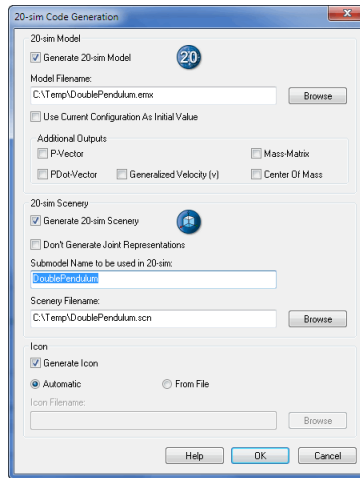 20-sim Code Generation
20-sim Model
Generate 20-sim Model
20
Model Filename:
C:\Temp\DoublePendulum.emx
Browse
Use Current Configuration As Initial Value
Additional Outputs
P-Vector
Mass-Matrix
PDot-Vector
Generalized Velocity (v)
Center Of Mass
20-sim Scenery
Generate 20-sim Scenery
Don't Generate Joint Representations
Submodel Name to be used in 20-sim:
DoublePendulum
Scenery Filename:
C:\Temp\DoublePendulum.scn
Browse
Icon
Generate Icon
Automatic
From File
Icon Filename:
Browse
Help
OK
Cancel